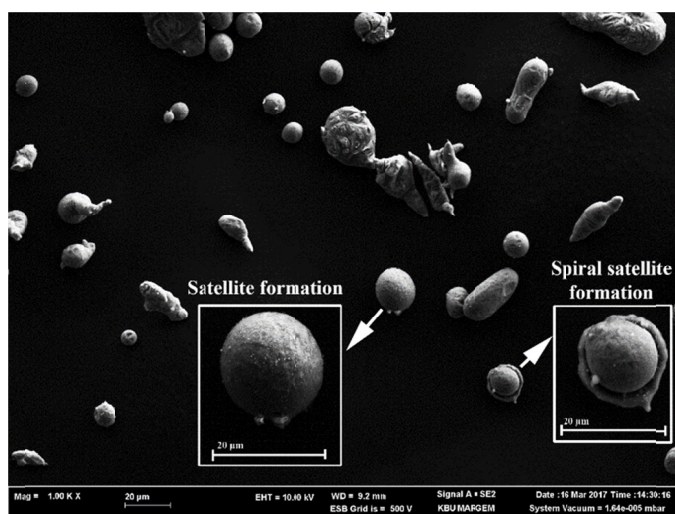 Satellite formation
Spiral satellite
formation
20 µm
20 µm
Mag = 1.00 K X
20 µm
EHT = 10.00 kV
WD = 9.2 mm
Signal A = SE2
Date :16 Mar 2017 Time :14:30:16
ESB Grid is = 500 V
KBU MARGEM
System Vacuum = 1.64e-005 mbar